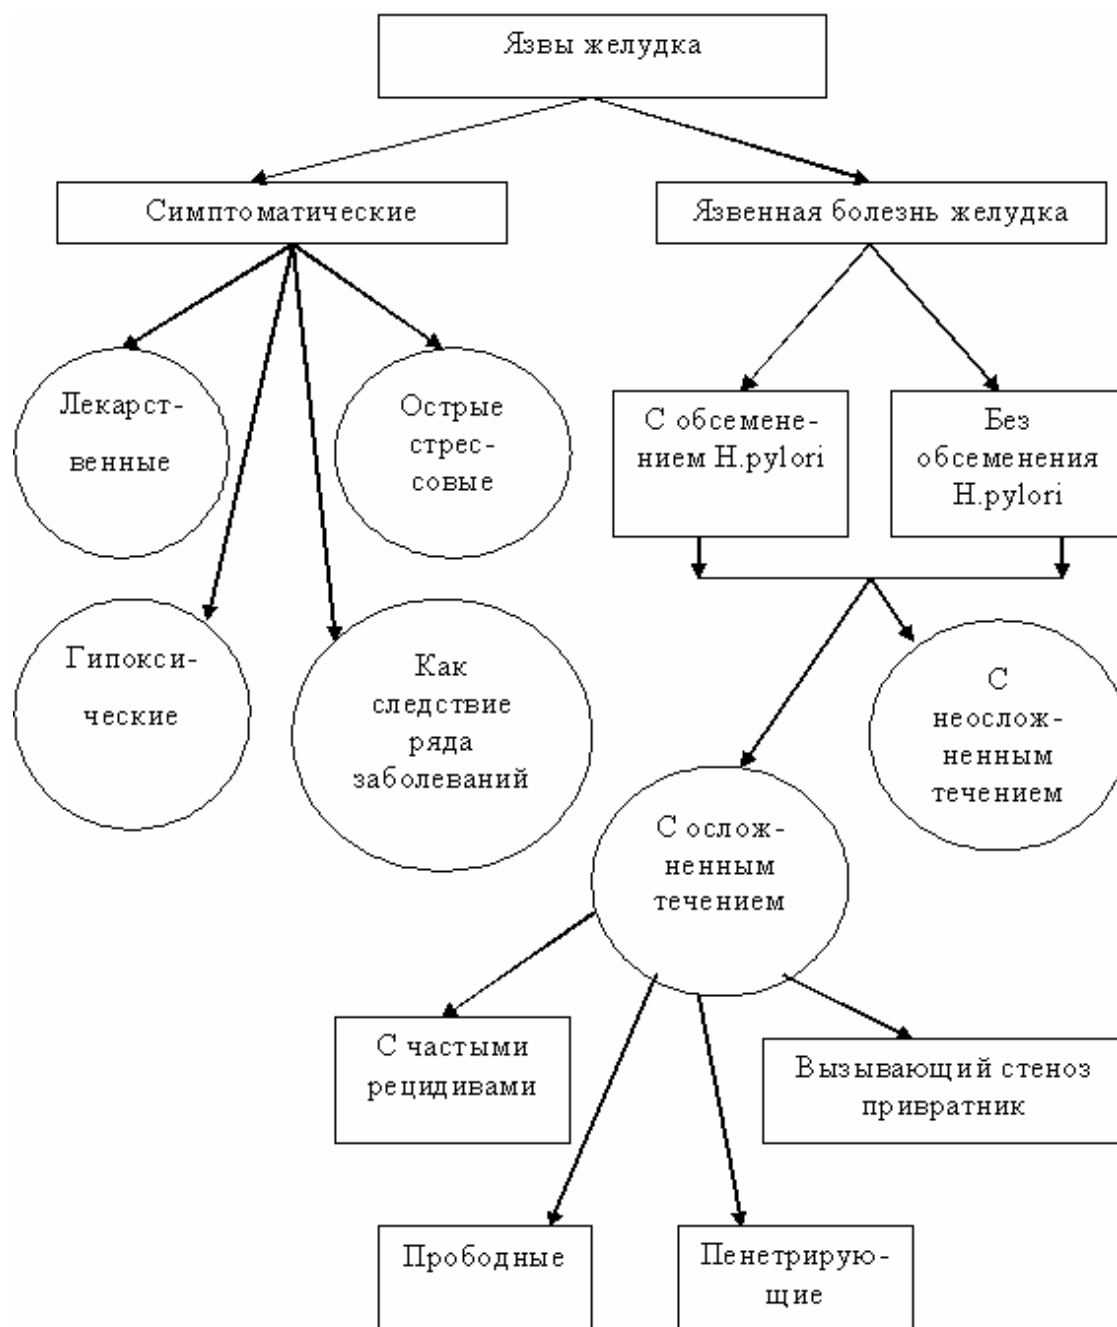 Язвы желудка
Симптоматические
Язвенная болезнь желудка
Лекарст-
венные
Острые
стрес-
совые
С обсемене-
нием H.pylori
Без
обсеменения
H.pylori
Гипокси-
ческие
Как
следствие
ряда
заболеваний
С
неослож-
ненным
течением
С ослож-
ненным
течением
С частыми
рецидивами
Вызывающий стеноз
привратник
Прободные
Пенетрирую-
щие